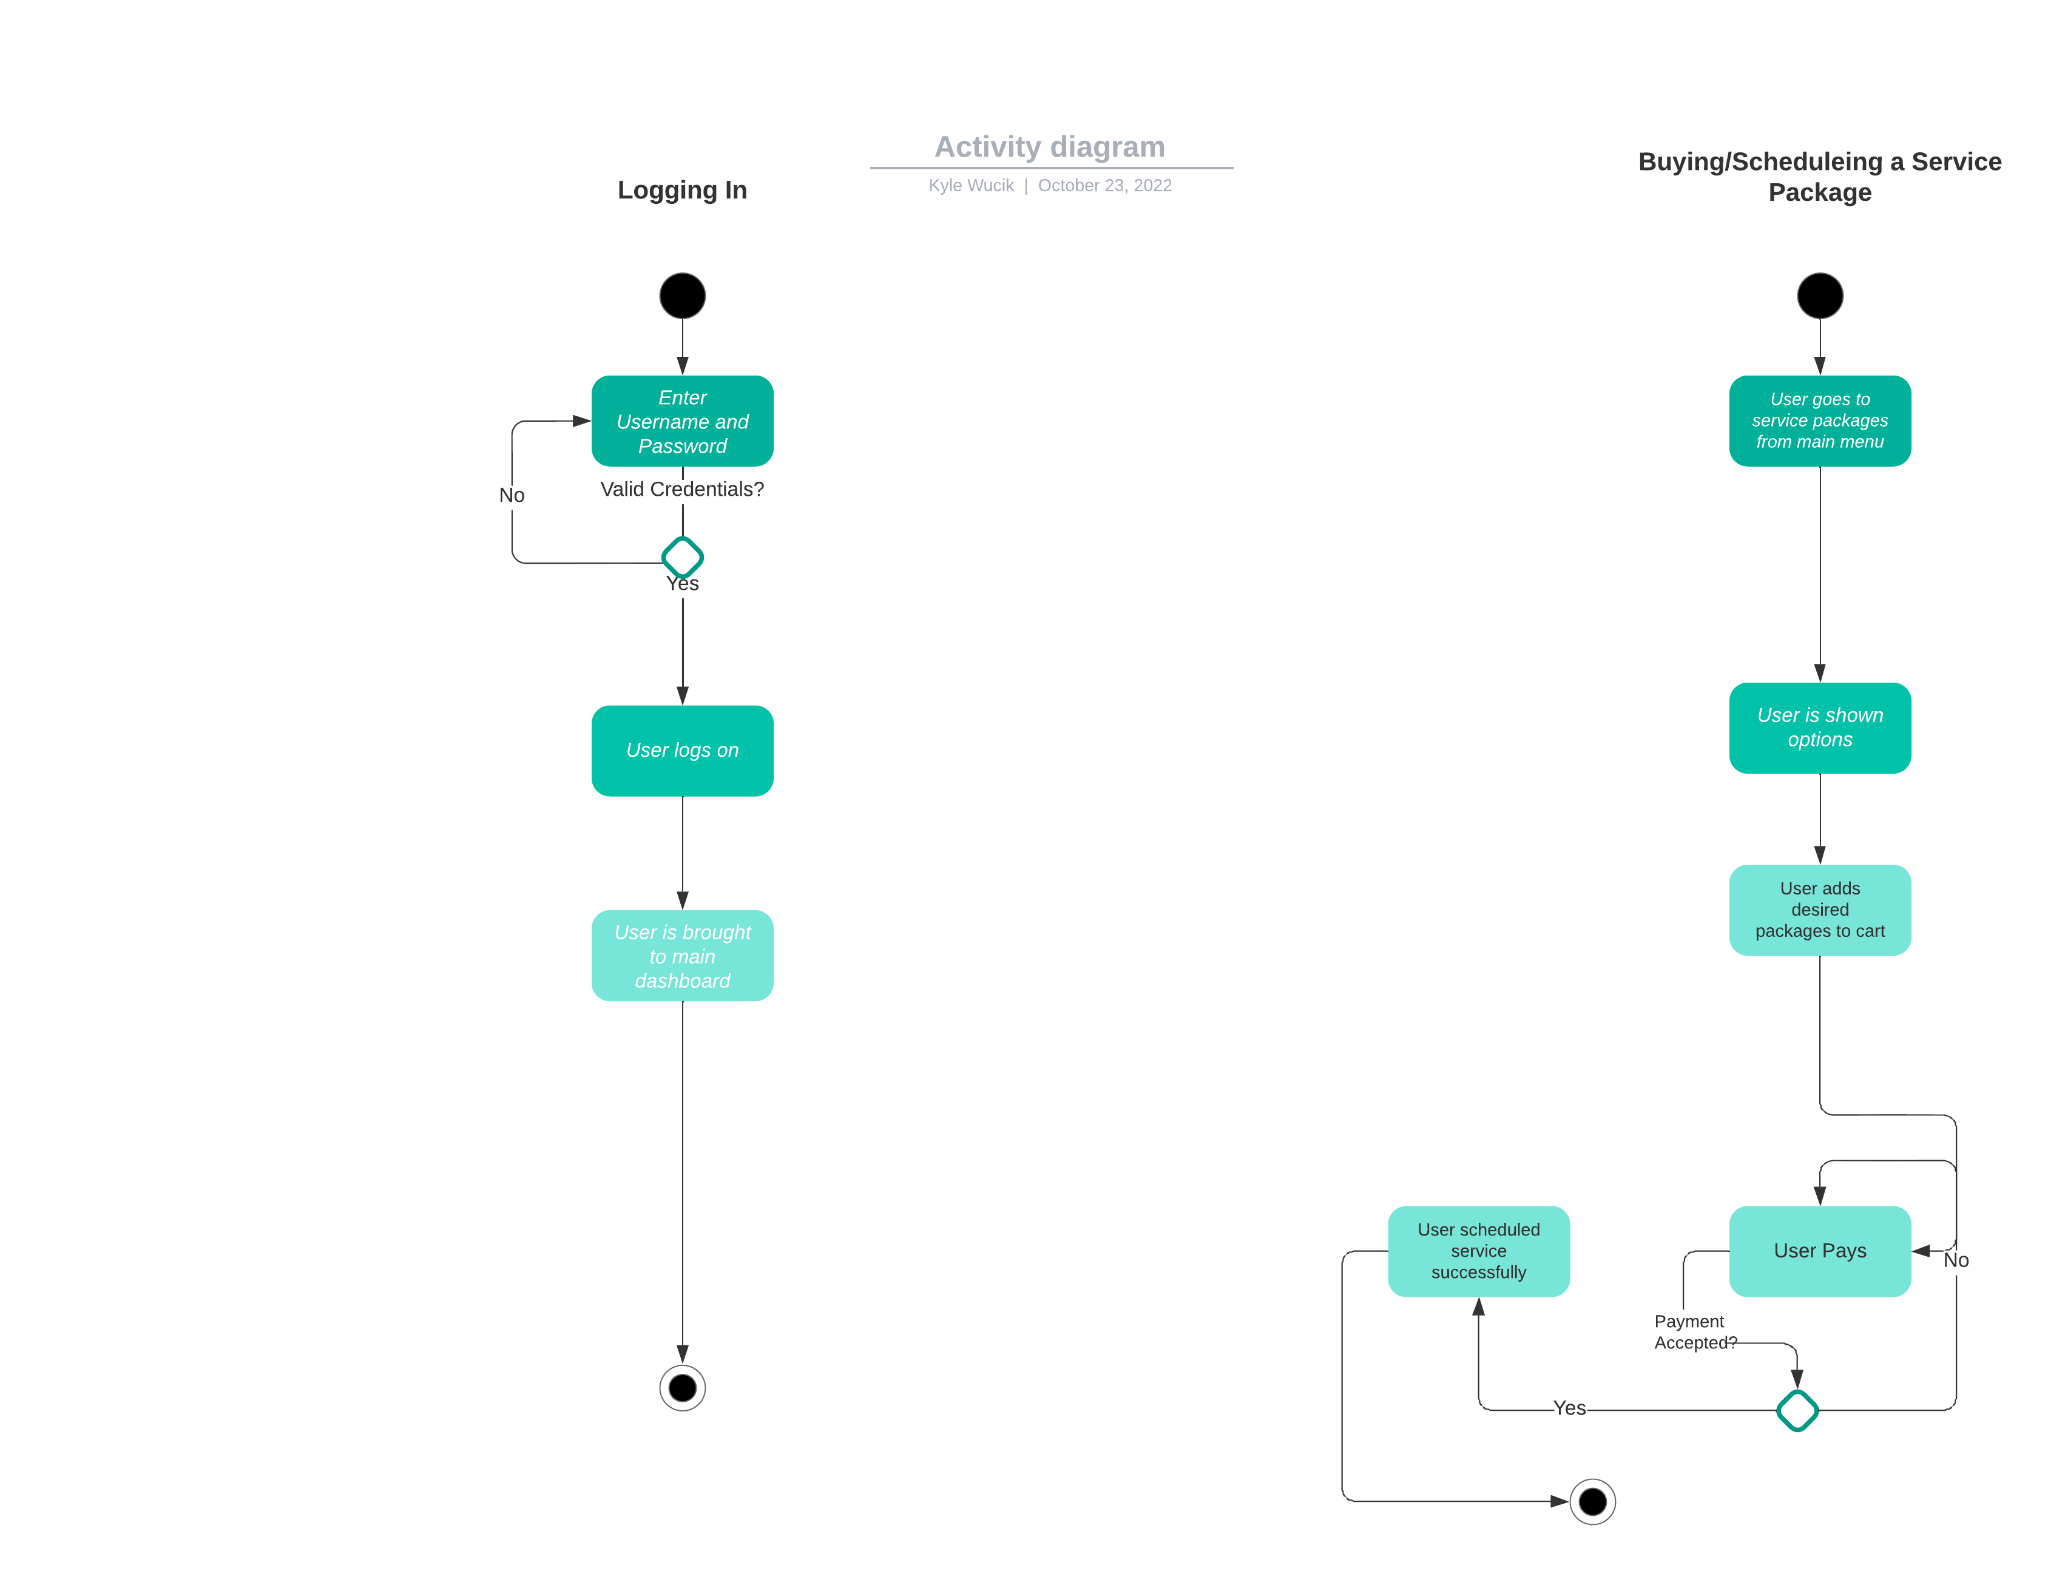 Activity diagram
Kyle Wucik | October 23, 2022
Logging In
Enter
Username and
Password
Valid Credentials?
No
Yes
User logs on
User is brought
to main
dashboard
Buying/Scheduleing a Service
Package
User goes to
service packages
from main menu
User is shown
options
User adds
desired
packages to cart
User Pays
No
Payment
Accepted?
Yes
User scheduled
service
successfully